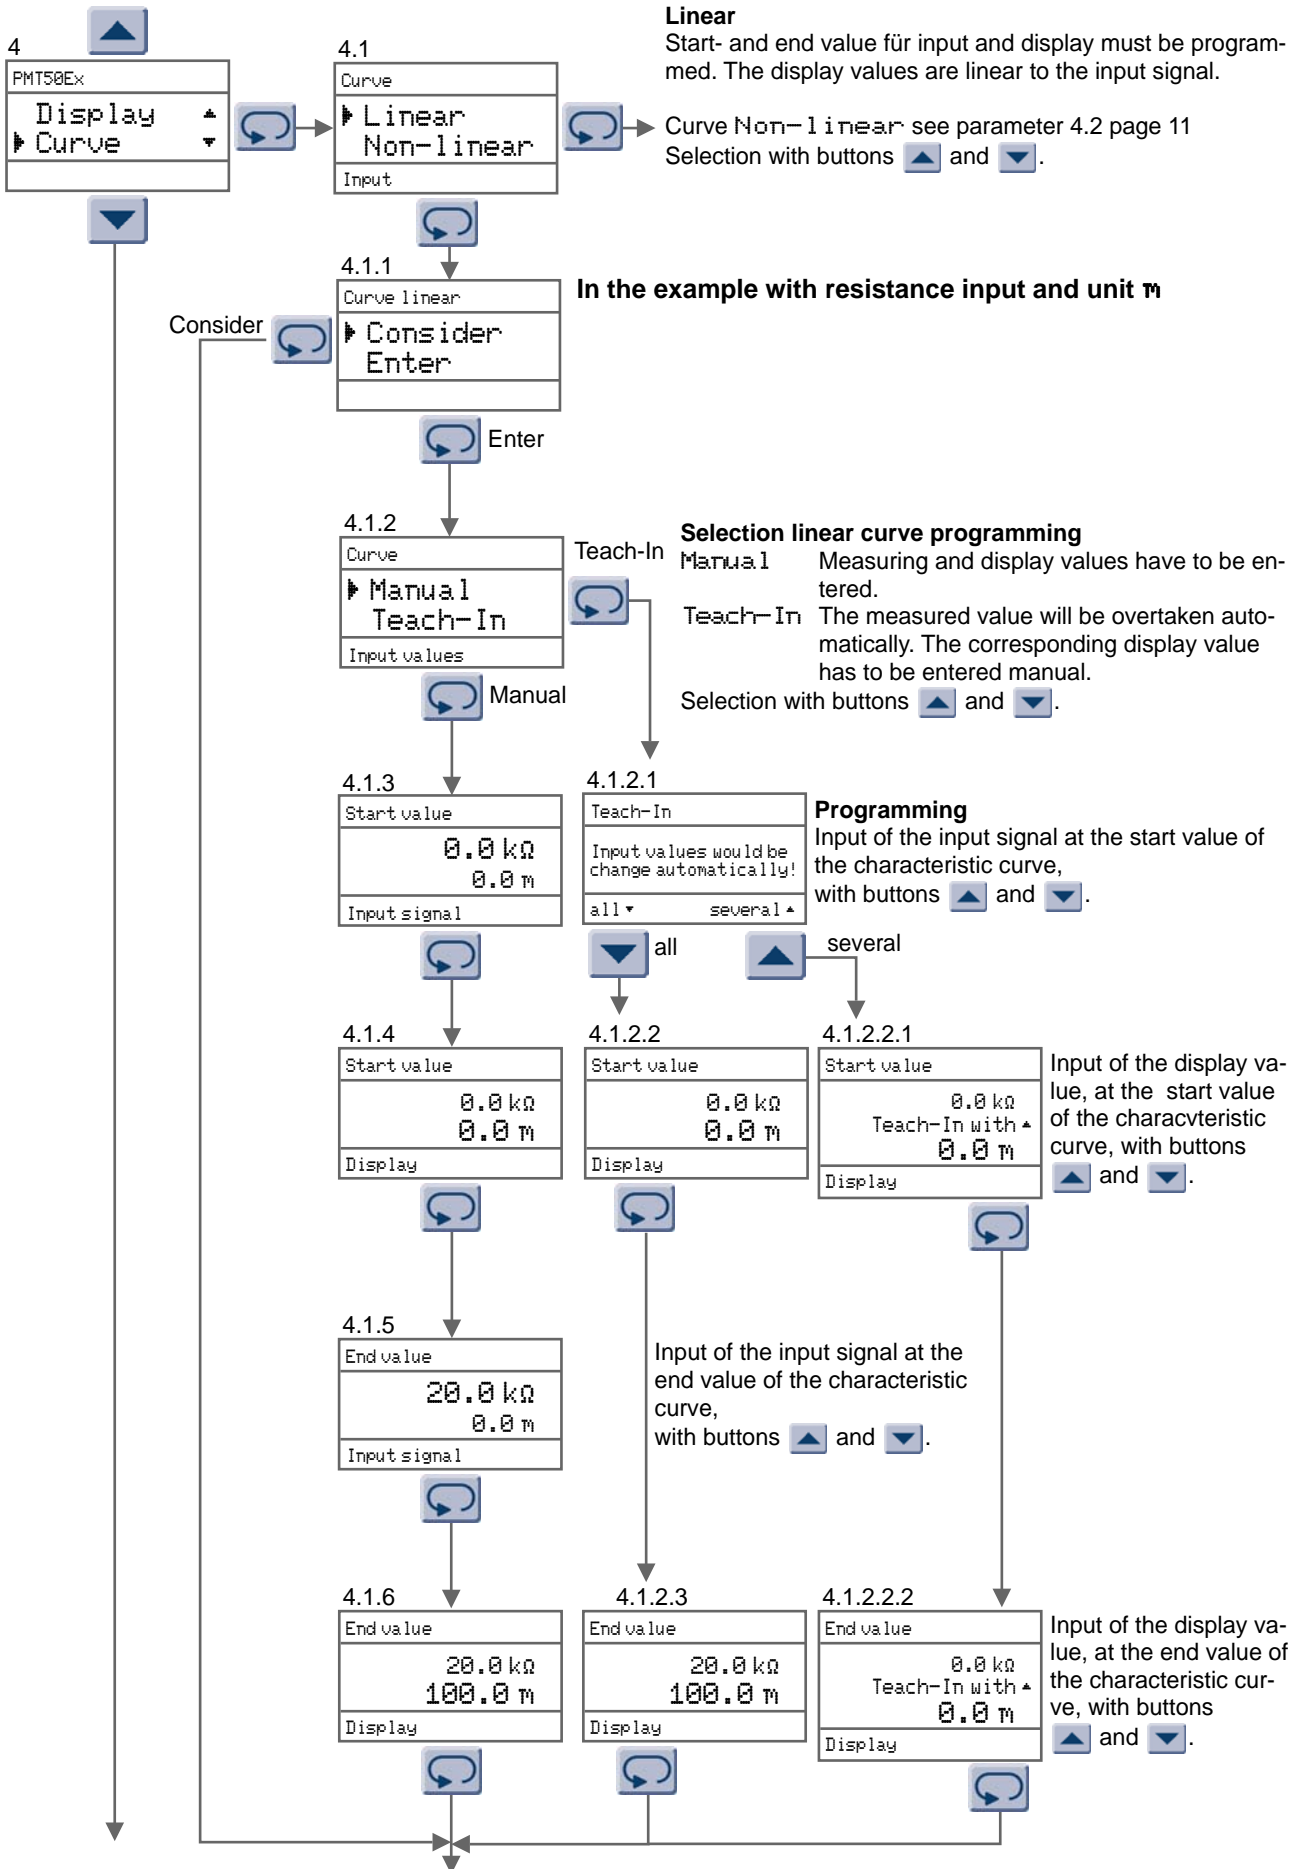 4
PMT50Ex
Display
Curve
4.1
Curve
Linear
Non-linear
Input
Linear
Start- and end value für input and display must be program-
med. The display values are linear to the input signal.
Curve Non-linear see parameter 4.2 page 11
Selection with buttons and .
4.1.1
Curve linear
Consider
Enter
Consider
In the example with resistance input and unit m
Enter
4.1.2
Curve
Manual
Teach-In
Input values
Teach-In
Manual
Selection linear curve programming
Manual Measuring and display values have to be en-
tered.
Teach-In The measured value will be overtaken auto-
matically. The corresponding display value
has to be entered manual.
Selection with buttons and .
4.1.3
Start value
0.0 kΩ
0.0 m
Input signal
4.1.2.1
Teach-In
Input values would be
change automatically!
all ▾ several ▴
Programming
Input of the input signal at the start value of
the characteristic curve,
with buttons and .
all
several
4.1.4
Start value
0.0 kΩ
0.0 m
Display
4.1.2.2
Start value
0.0 kΩ
0.0 m
Display
4.1.2.2.1
Start value
0.0 kΩ
Teach-In with ▴
0.0 m
Display
Input of the display va-
lue, at the start value
of the characvteristic
curve, with buttons
and .
4.1.5
End value
20.0 kΩ
0.0 m
Input signal
Input of the input signal at the
end value of the characteristic
curve,
with buttons and .
4.1.6
End value
20.0 kΩ
100.0 m
Display
4.1.2.3
End value
20.0 kΩ
100.0 m
Display
4.1.2.2.2
End value
0.0 kΩ
Teach-In with ▴
0.0 m
Display
Input of the display va-
lue, at the end value of
the characteristic cur-
ve, with buttons
and .